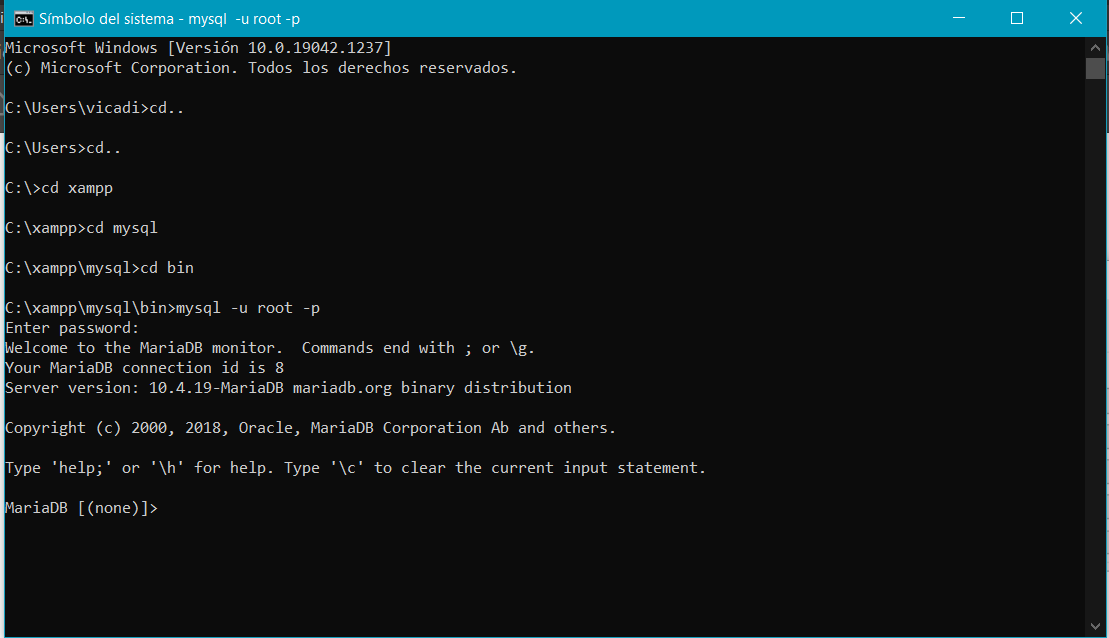 Símbolo del sistema - mysql  -u root -p
Microsoft Windows [Versión 10.0.19042.1237]
(c) Microsoft Corporation. Todos los derechos reservados.
C:\Users\vicadi>cd..
C:\Users>cd..
C:\>cd xampp
C:\xampp>cd mysql
C:\xampp\mysql>cd bin
C:\xampp\mysql\bin>mysql -u root -p
Enter password:
Welcome to the MariaDB monitor.  Commands end with ; or \g.
Your MariaDB connection id is 8
Server version: 10.4.19-MariaDB mariadb.org binary distribution
Copyright (c) 2000, 2018, Oracle, MariaDB Corporation Ab and others.
Type 'help;' or '\h' for help. Type '\c' to clear the current input statement.
MariaDB [(none)]>